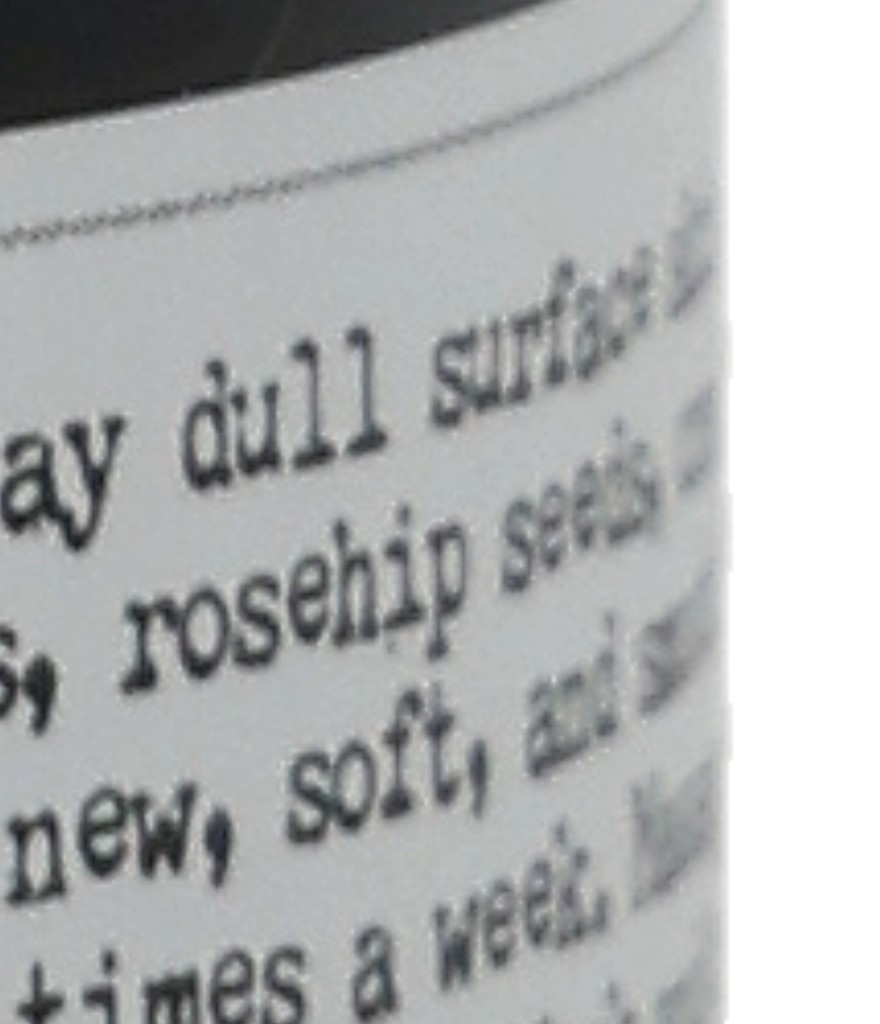 ay dull surface
s, rosehip seeds,
new, soft, and
times a week.